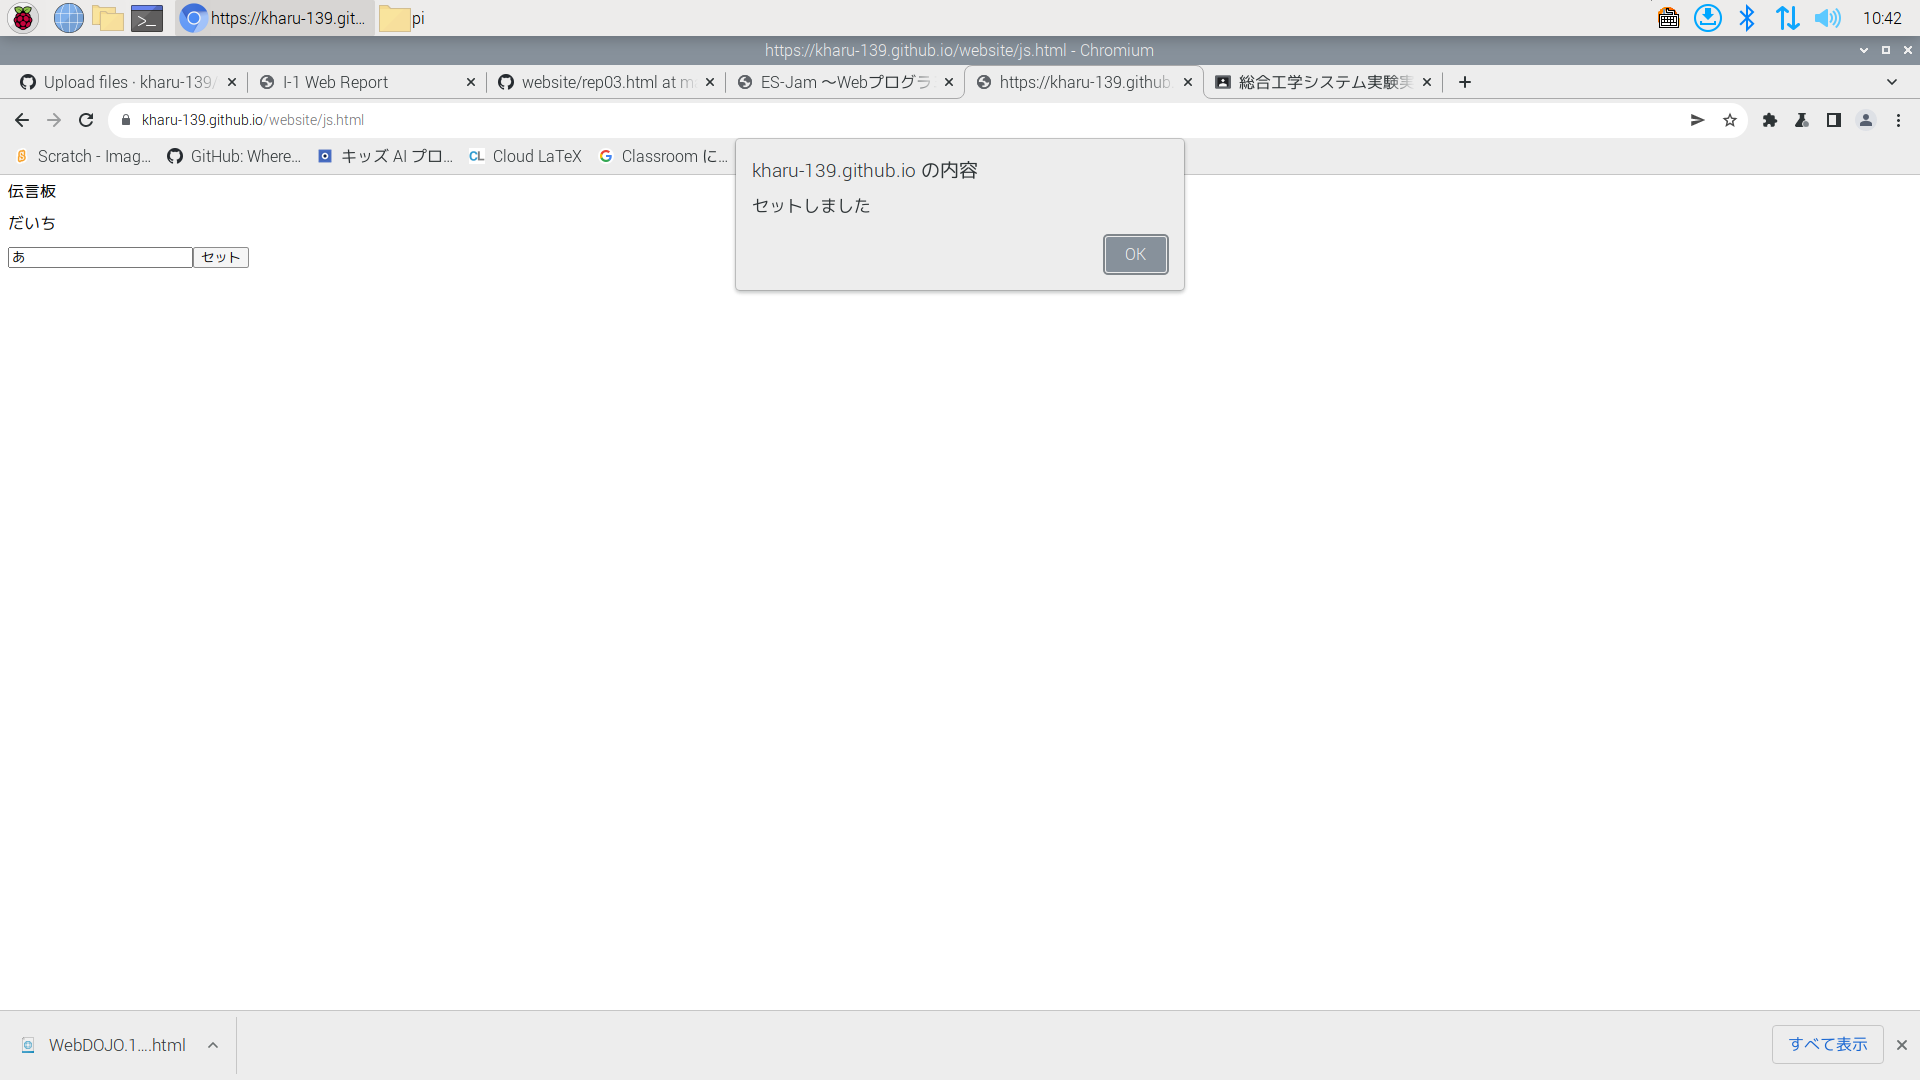 https://kharu-139.git...
pi
10:42
https://kharu-139.github.io/website/js.html - Chromium
Upload files · kharu-139/
I-1 Web Report
website/rep03.html at m
ES-Jam 〜Webプログラ
https://kharu-139.github.
総合工学システム実験実
kharu-139.github.io/website/js.html
Scratch - Imag...
GitHub: Where...
キッズ AI プロ...
CL Cloud LaTeX
Classroom に...
kharu-139.github.io の内容
セットしました
OK
伝言板
だいち
あ
セット
WebDOJO.1....html
すべて表示